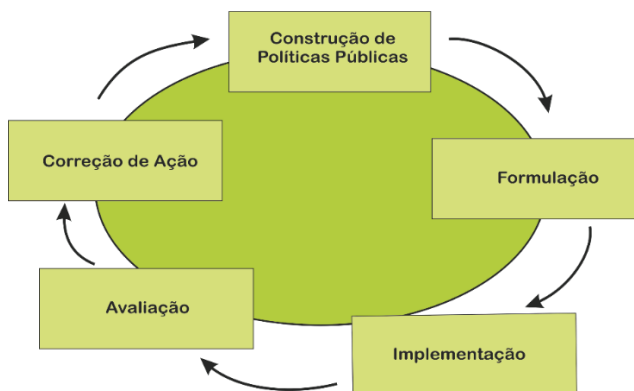 Construção de
Políticas Públicas
Correção de Ação
Formulação
Avaliação
Implementação